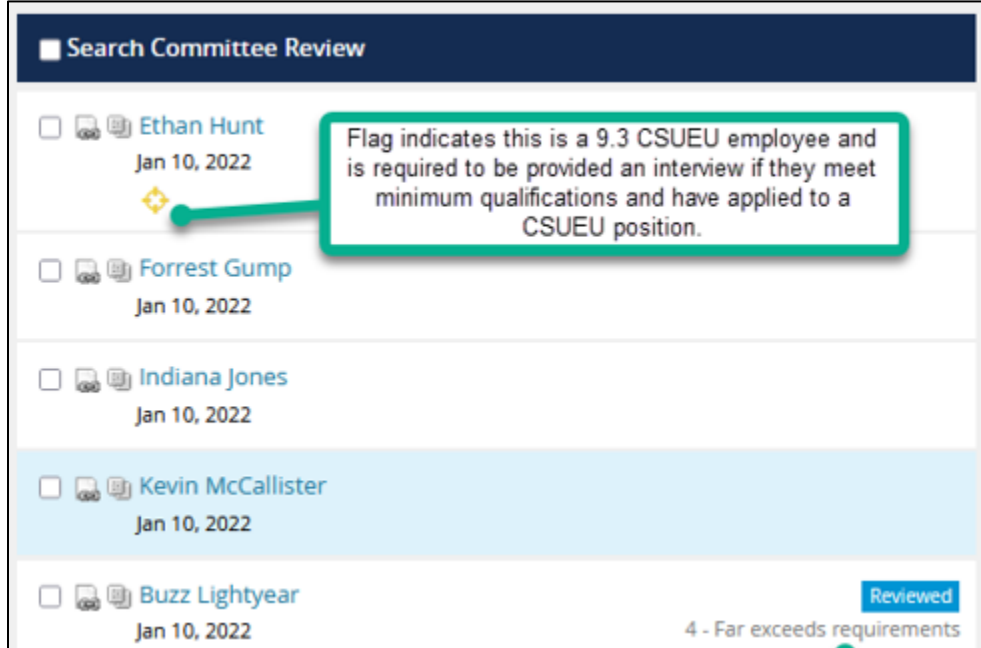 Search Committee Review
Ethan Hunt
Jan 10, 2022
Flag indicates this is a 9.3 CSUEU employee and
is required to be provided an interview if they meet
minimum qualifications and have applied to a
CSUEU position.
Forrest Gump
Jan 10, 2022
Indiana Jones
Jan 10, 2022
Kevin McCallister
Jan 10, 2022
Buzz Lightyear
Reviewed
Jan 10, 2022
4 - Far exceeds requirements